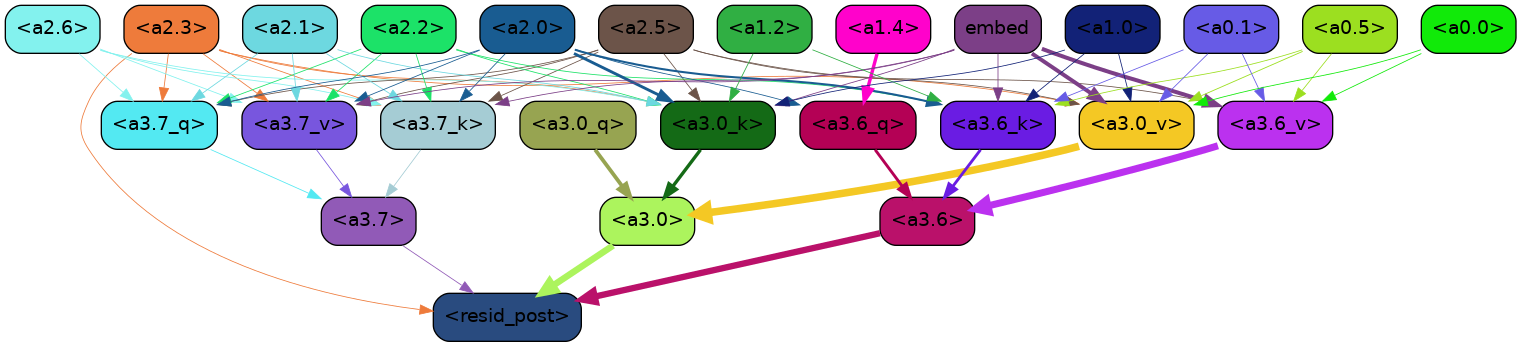 <a2.6> <a2.3> <a2.1> <a2.2> <a2.0> <a2.5> <a1.2> <a1.4> embed <a1.0> <a0.1> <a0.5> <a0.0>
<a3.7_q> <a3.7_v> <a3.7_k> <a3.0_q> <a3.0_k> <a3.6_q> <a3.6_k> <a3.0_v> <a3.6_v>
<a3.7> <a3.0> <a3.6>
<resid_post>